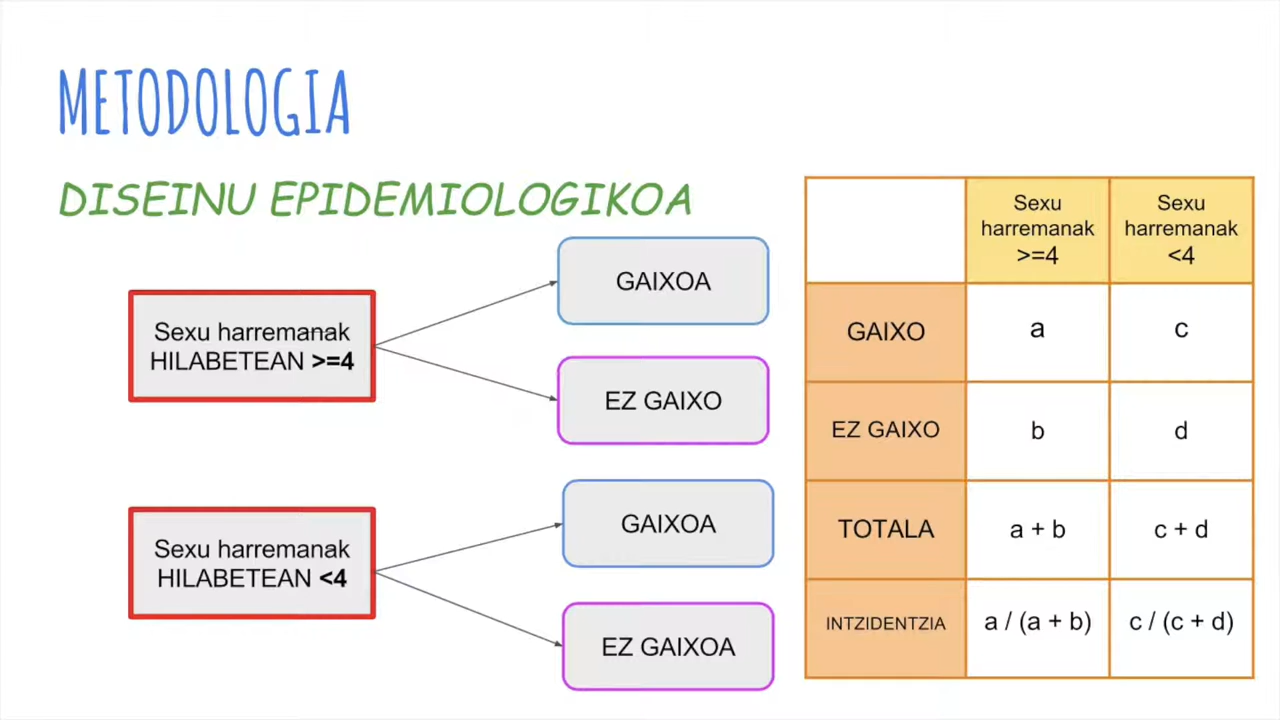 METODOLOGIA
DISEINU EPIDEMIOLOGIKOA
Sexu harremanak
HILABETEAN >=4
GAIXOA
EZ GAIXO
Sexu harremanak
HILABETEAN <4
GAIXOA
EZ GAIXOA
Sexu
harremanak
>=4
Sexu
harremanak
<4
GAIXO
a
c
EZ GAIXO
b
d
TOTALA
a + b
c + d
INTZIDENTZIA
a / (a + b)
c / (c + d)